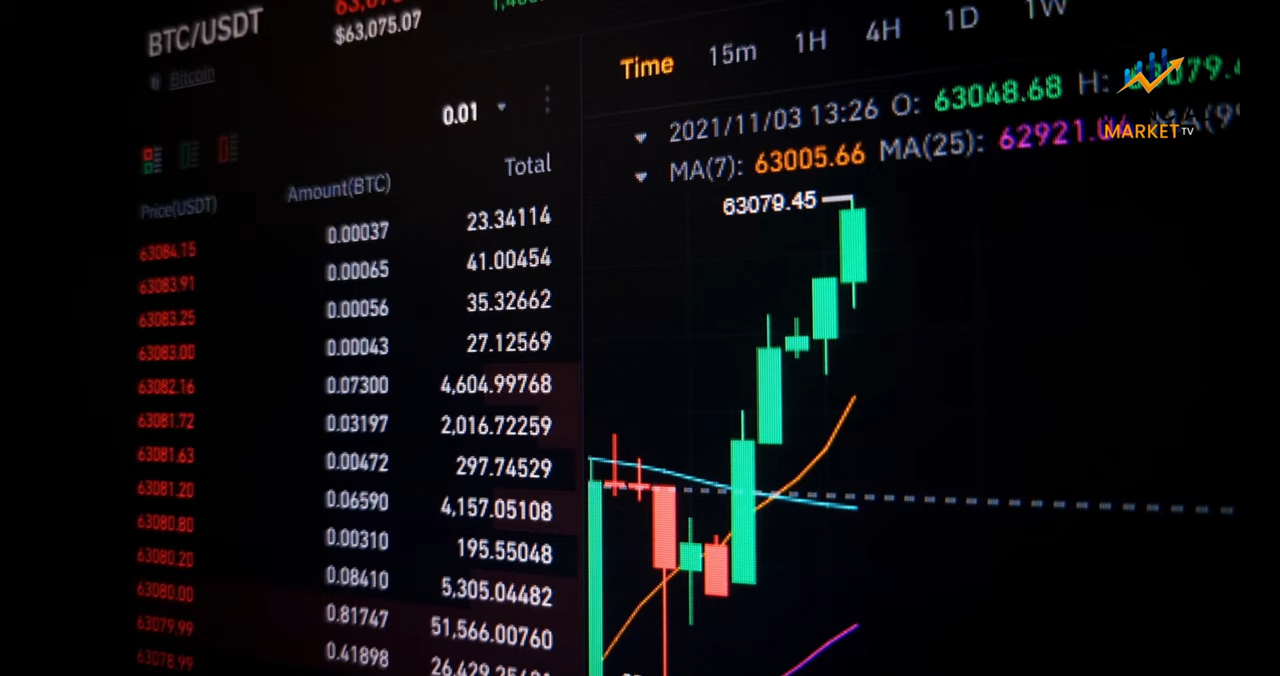 BTC/USDT
$63,075.07
Bitcoin
0.01
Price(USDT) Amount(BTC) Total
63084.15 0.00037 23.34114
63083.91 0.00065 41.00454
63083.25 0.00056 35.32662
63083.00 0.00043 27.12569
63082.16 0.07300 4,604.99768
63081.72 0.03197 2,016.72259
63081.63 0.00472 297.74529
63081.20 0.06590 4,157.05108
63080.80 0.00310 195.55048
63080.20 0.08410 5,305.04482
63080.00 0.81747 51,566.00760
63079.99 0.41898
63078.99
Time 15m 1H 4H 1D 1W
2021/11/03 13:26 O: 63048.68 H:
MA(7): 63005.66 MA(25):
63079.45
MARKET TV